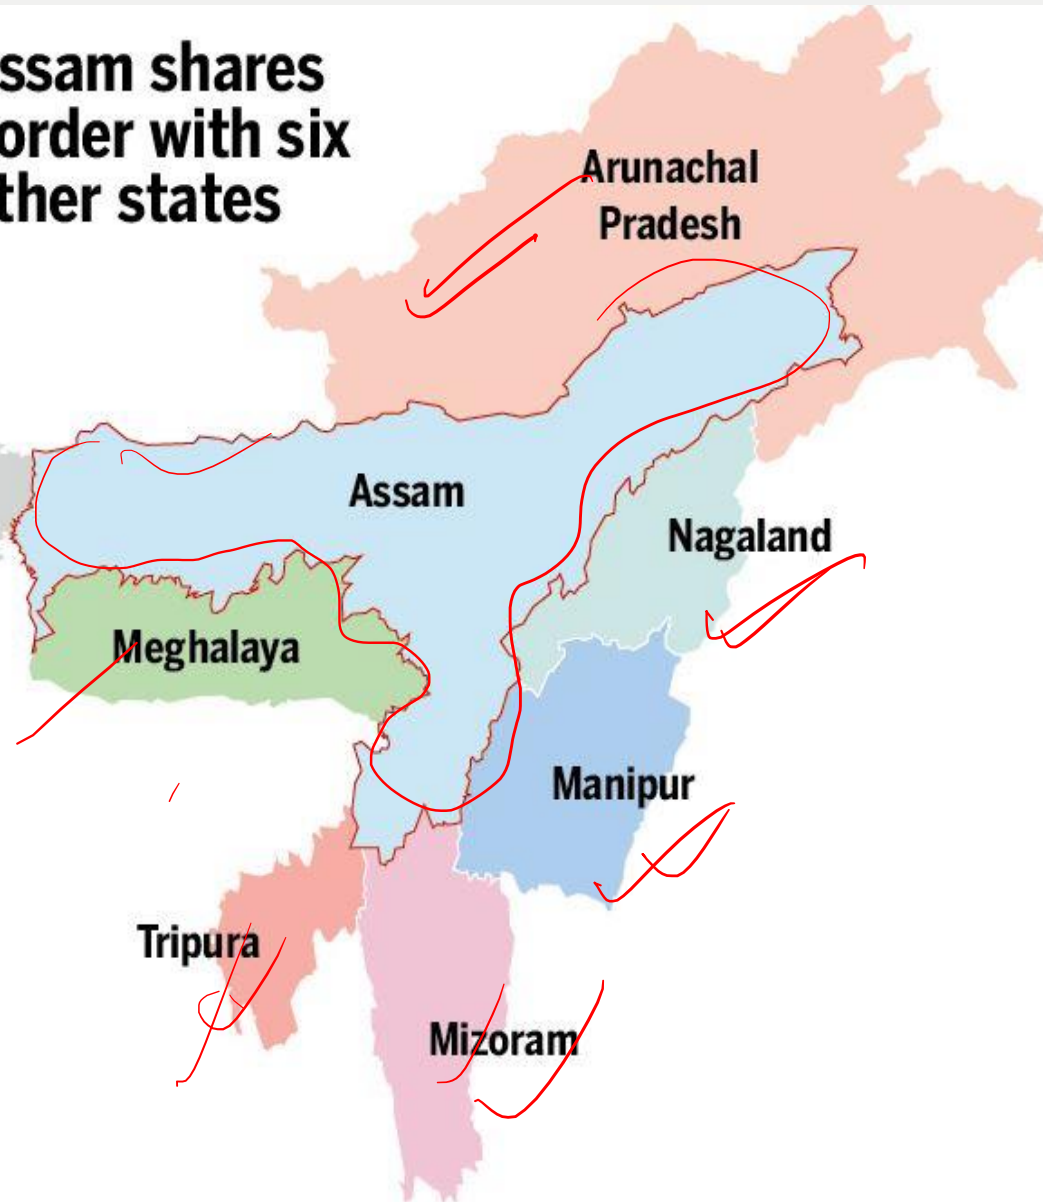 ssam shares
order with six
ther states
Arunachal
Pradesh
Assam
Nagaland
Meghalaya
Manipur
Tripura
Mizoram